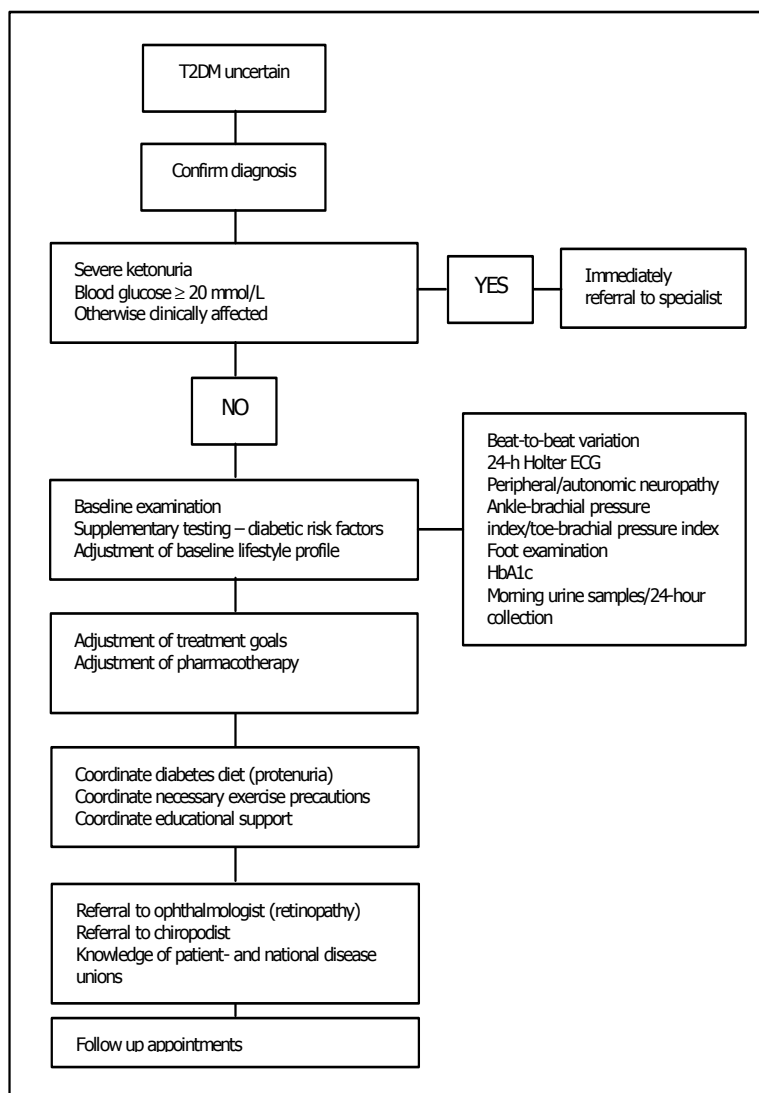 T2DM uncertain
Confirm diagnosis
Severe ketonuria
Blood glucose ≥ 20 mmol/L
Otherwise clinically affected
YES
Immediately
referral to specialist
NO
Baseline examination
Supplementary testing – diabetic risk factors
Adjustment of baseline lifestyle profile
Beat-to-beat variation
24-h Holter ECG
Peripheral/autonomic neuropathy
Ankle-brachial pressure
index/toe-brachial pressure index
Foot examination
HbA1c
Morning urine samples/24-hour
collection
Adjustment of treatment goals
Adjustment of pharmacotherapy
Coordinate diabetes diet (protenuria)
Coordinate necessary exercise precautions
Coordinate educational support
Referral to ophthalmologist (retinopathy)
Referral to chiropodist
Knowledge of patient- and national disease
unions
Follow up appointments